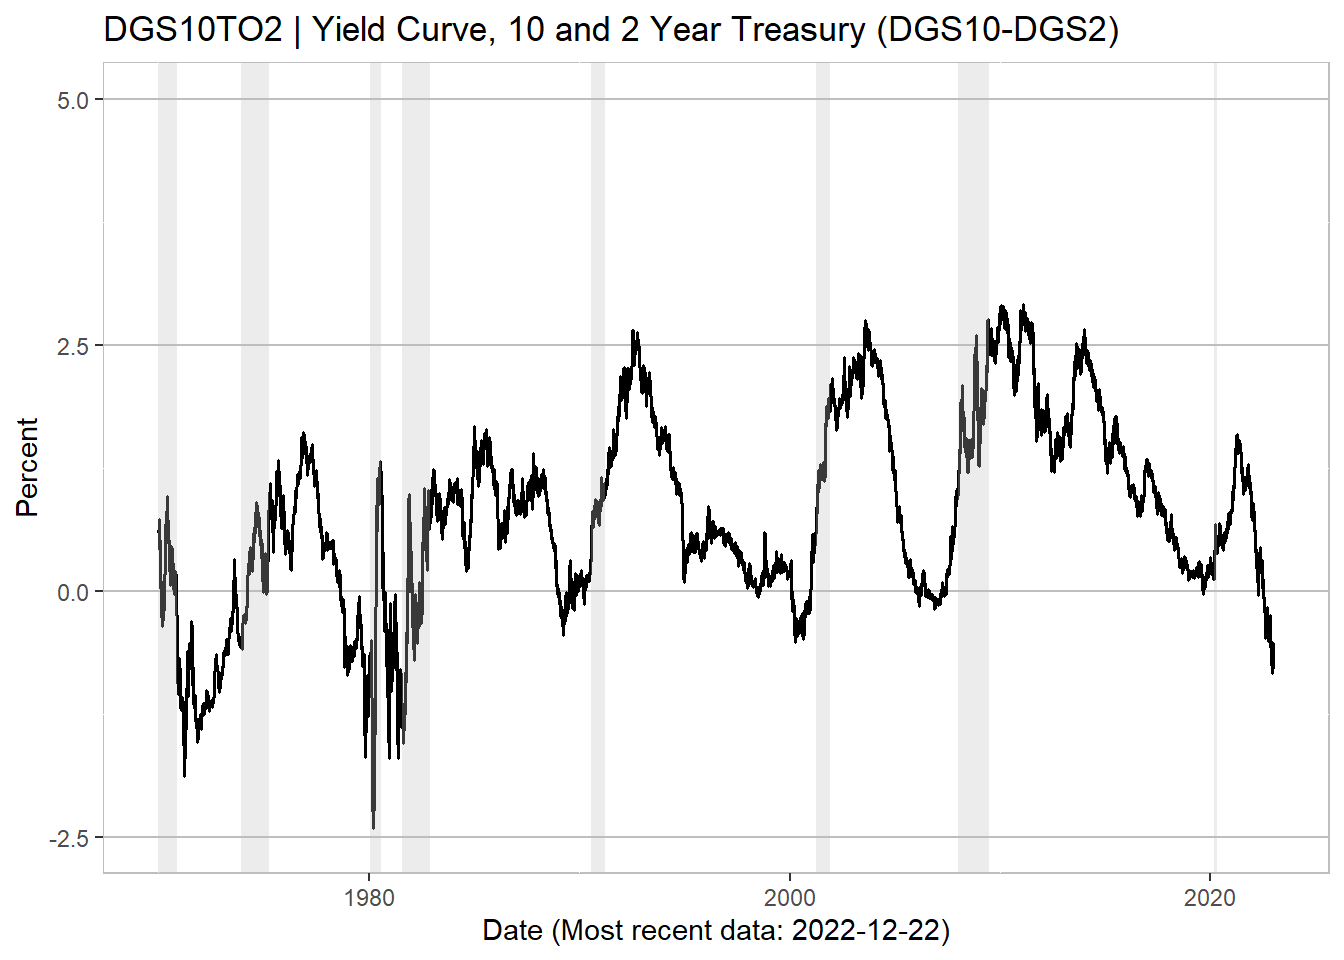 DGS10TO2 | Yield Curve, 10 and 2 Year Treasury (DGS10-DGS2)
5.0
2.5
0.0
-2.5
Percent
1980
2000
2020
Date (Most recent data: 2022-12-22)